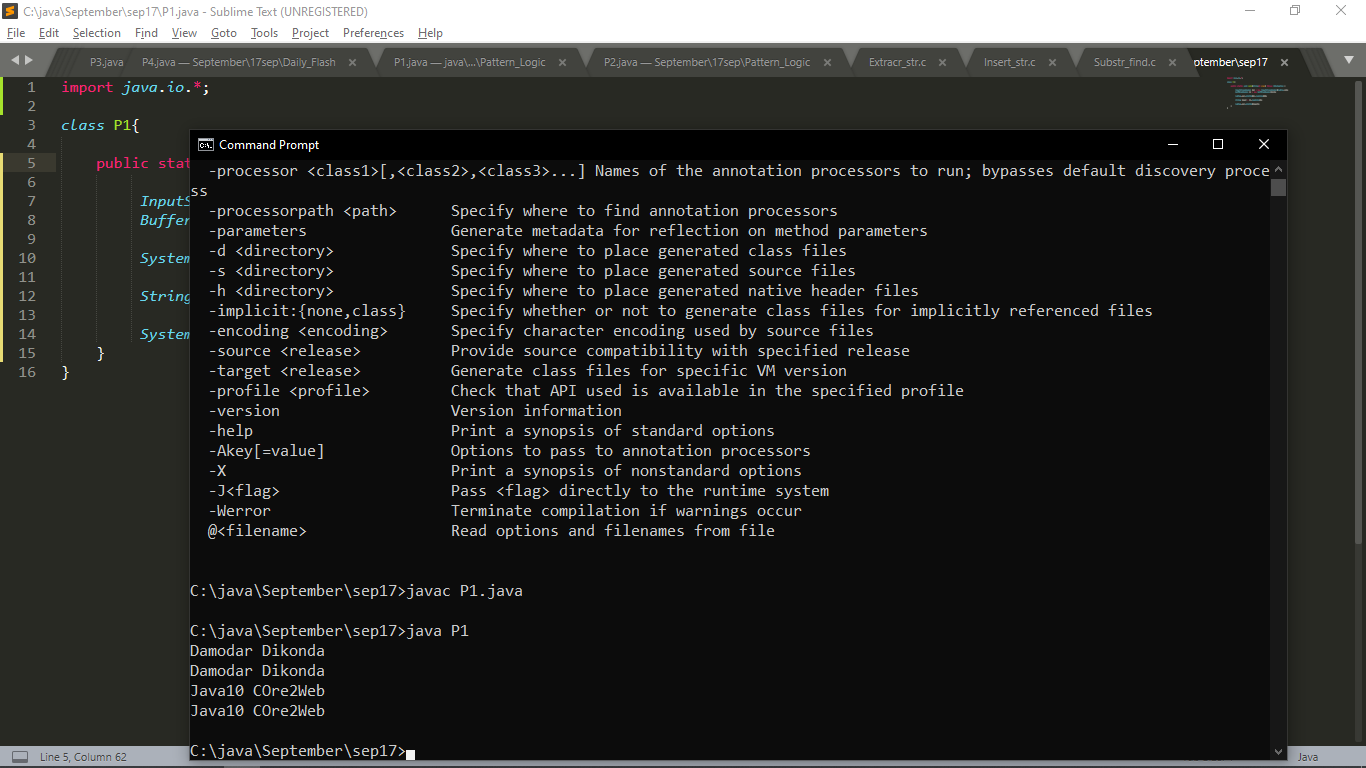 C:\java\September\sep17\P1.java - Sublime Text (UNREGISTERED)
File Edit Selection Find View Goto Tools Project Preferences Help
P3.java P4.java — September\17sep\Daily_Flash P1.java — java\...\Pattern_Logic P2.java — September\17sep\Pattern_Logic Extracr_str.c Insert_str.c Substr_find.c ptember\sep17
1 import java.io.*;
2
3 class P1{
4
5 public stat
6
7 InputS
8 Buffer
9
10 System
11
12 String
13
14 System
15 }
16 }
Command Prompt
-processor <class1>[,<class2>,<class3>...] Names of the annotation processors to run; bypasses default discovery proce
ss
-processorpath <path> Specify where to find annotation processors
-parameters Generate metadata for reflection on method parameters
-d <directory> Specify where to place generated class files
-s <directory> Specify where to place generated source files
-h <directory> Specify where to place generated native header files
-implicit:{none,class} Specify whether or not to generate class files for implicitly referenced files
-encoding <encoding> Specify character encoding used by source files
-source <release> Provide source compatibility with specified release
-target <release> Generate class files for specific VM version
-profile <profile> Check that API used is available in the specified profile
-version Version information
-help Print a synopsis of standard options
-Akey[=value] Options to pass to annotation processors
-X Print a synopsis of nonstandard options
-J<flag> Pass <flag> directly to the runtime system
-Werror Terminate compilation if warnings occur
@<filename> Read options and filenames from file
C:\java\September\sep17>javac P1.java
C:\java\September\sep17>java P1
Damodar Dikonda
Damodar Dikonda
Java10 COre2Web
Java10 COre2Web
C:\java\September\sep17>
Line 5, Column 62 Java